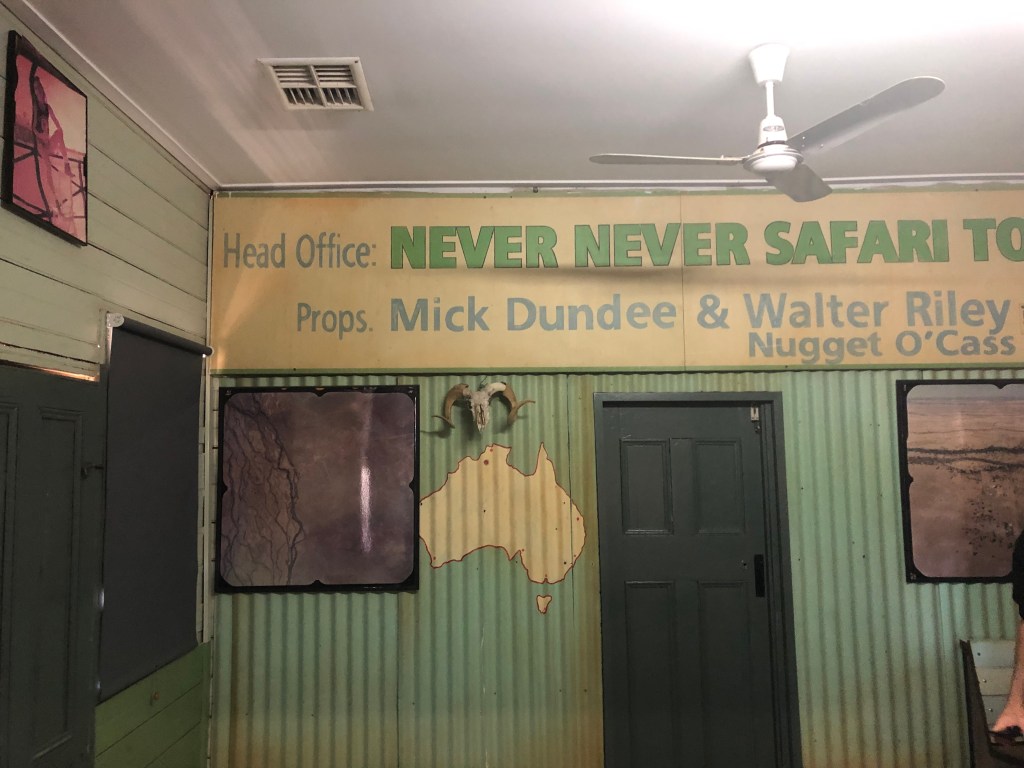 Head Office: NEVER NEVER SAFARI TO
Props. Mick Dundee & Walter Riley
Nugget O'Cass